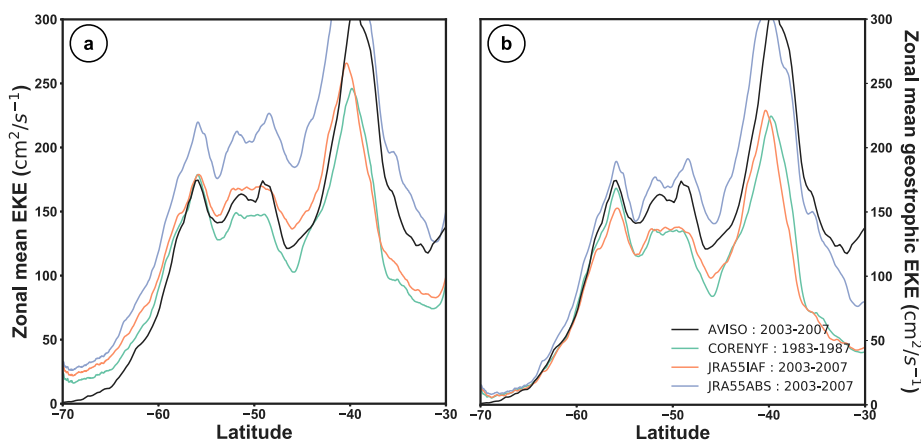 a
Zonal mean EKE (cm²/s⁻¹)
300
250
200
150
100
50
0
−70
−60
−50
−40
−30
Latitude
b
AVISO : 2003-2007
CORENYF : 1983-1987
JRA55IAF : 2003-2007
JRA55ABS : 2003-2007
−70
−60
−50
−40
−30
Latitude
300
250
200
150
100
50
0
Zonal mean geostrophic EKE (cm²/s⁻¹)